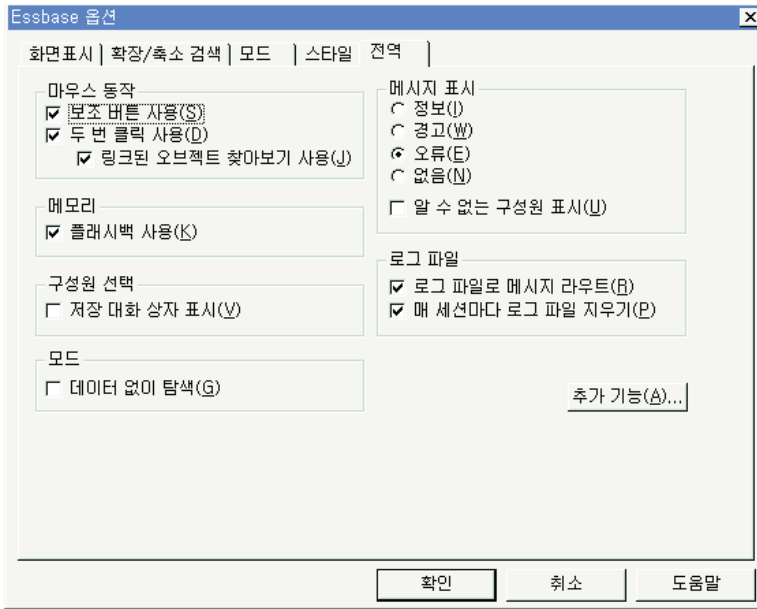 Essbase 옵션
화면표시 확장/축소 검색 모드 스타일 전역
마우스 동작
보조 버튼 사용(S)
두 번 클릭 사용(D)
링크된 오브젝트 찾아보기 사용(J)
메모리
플래시백 사용(K)
구성원 선택
저장 대화 상자 표시(V)
모드
데이터 없이 탐색(G)
메시지 표시
정보(I)
경고(W)
오류(E)
없음(N)
알 수 없는 구성원 표시(U)
로그 파일
로그 파일로 메시지 라우트(R)
매 세션마다 로그 파일 지우기(P)
추가 기능(A)...
확인 취소 도움말